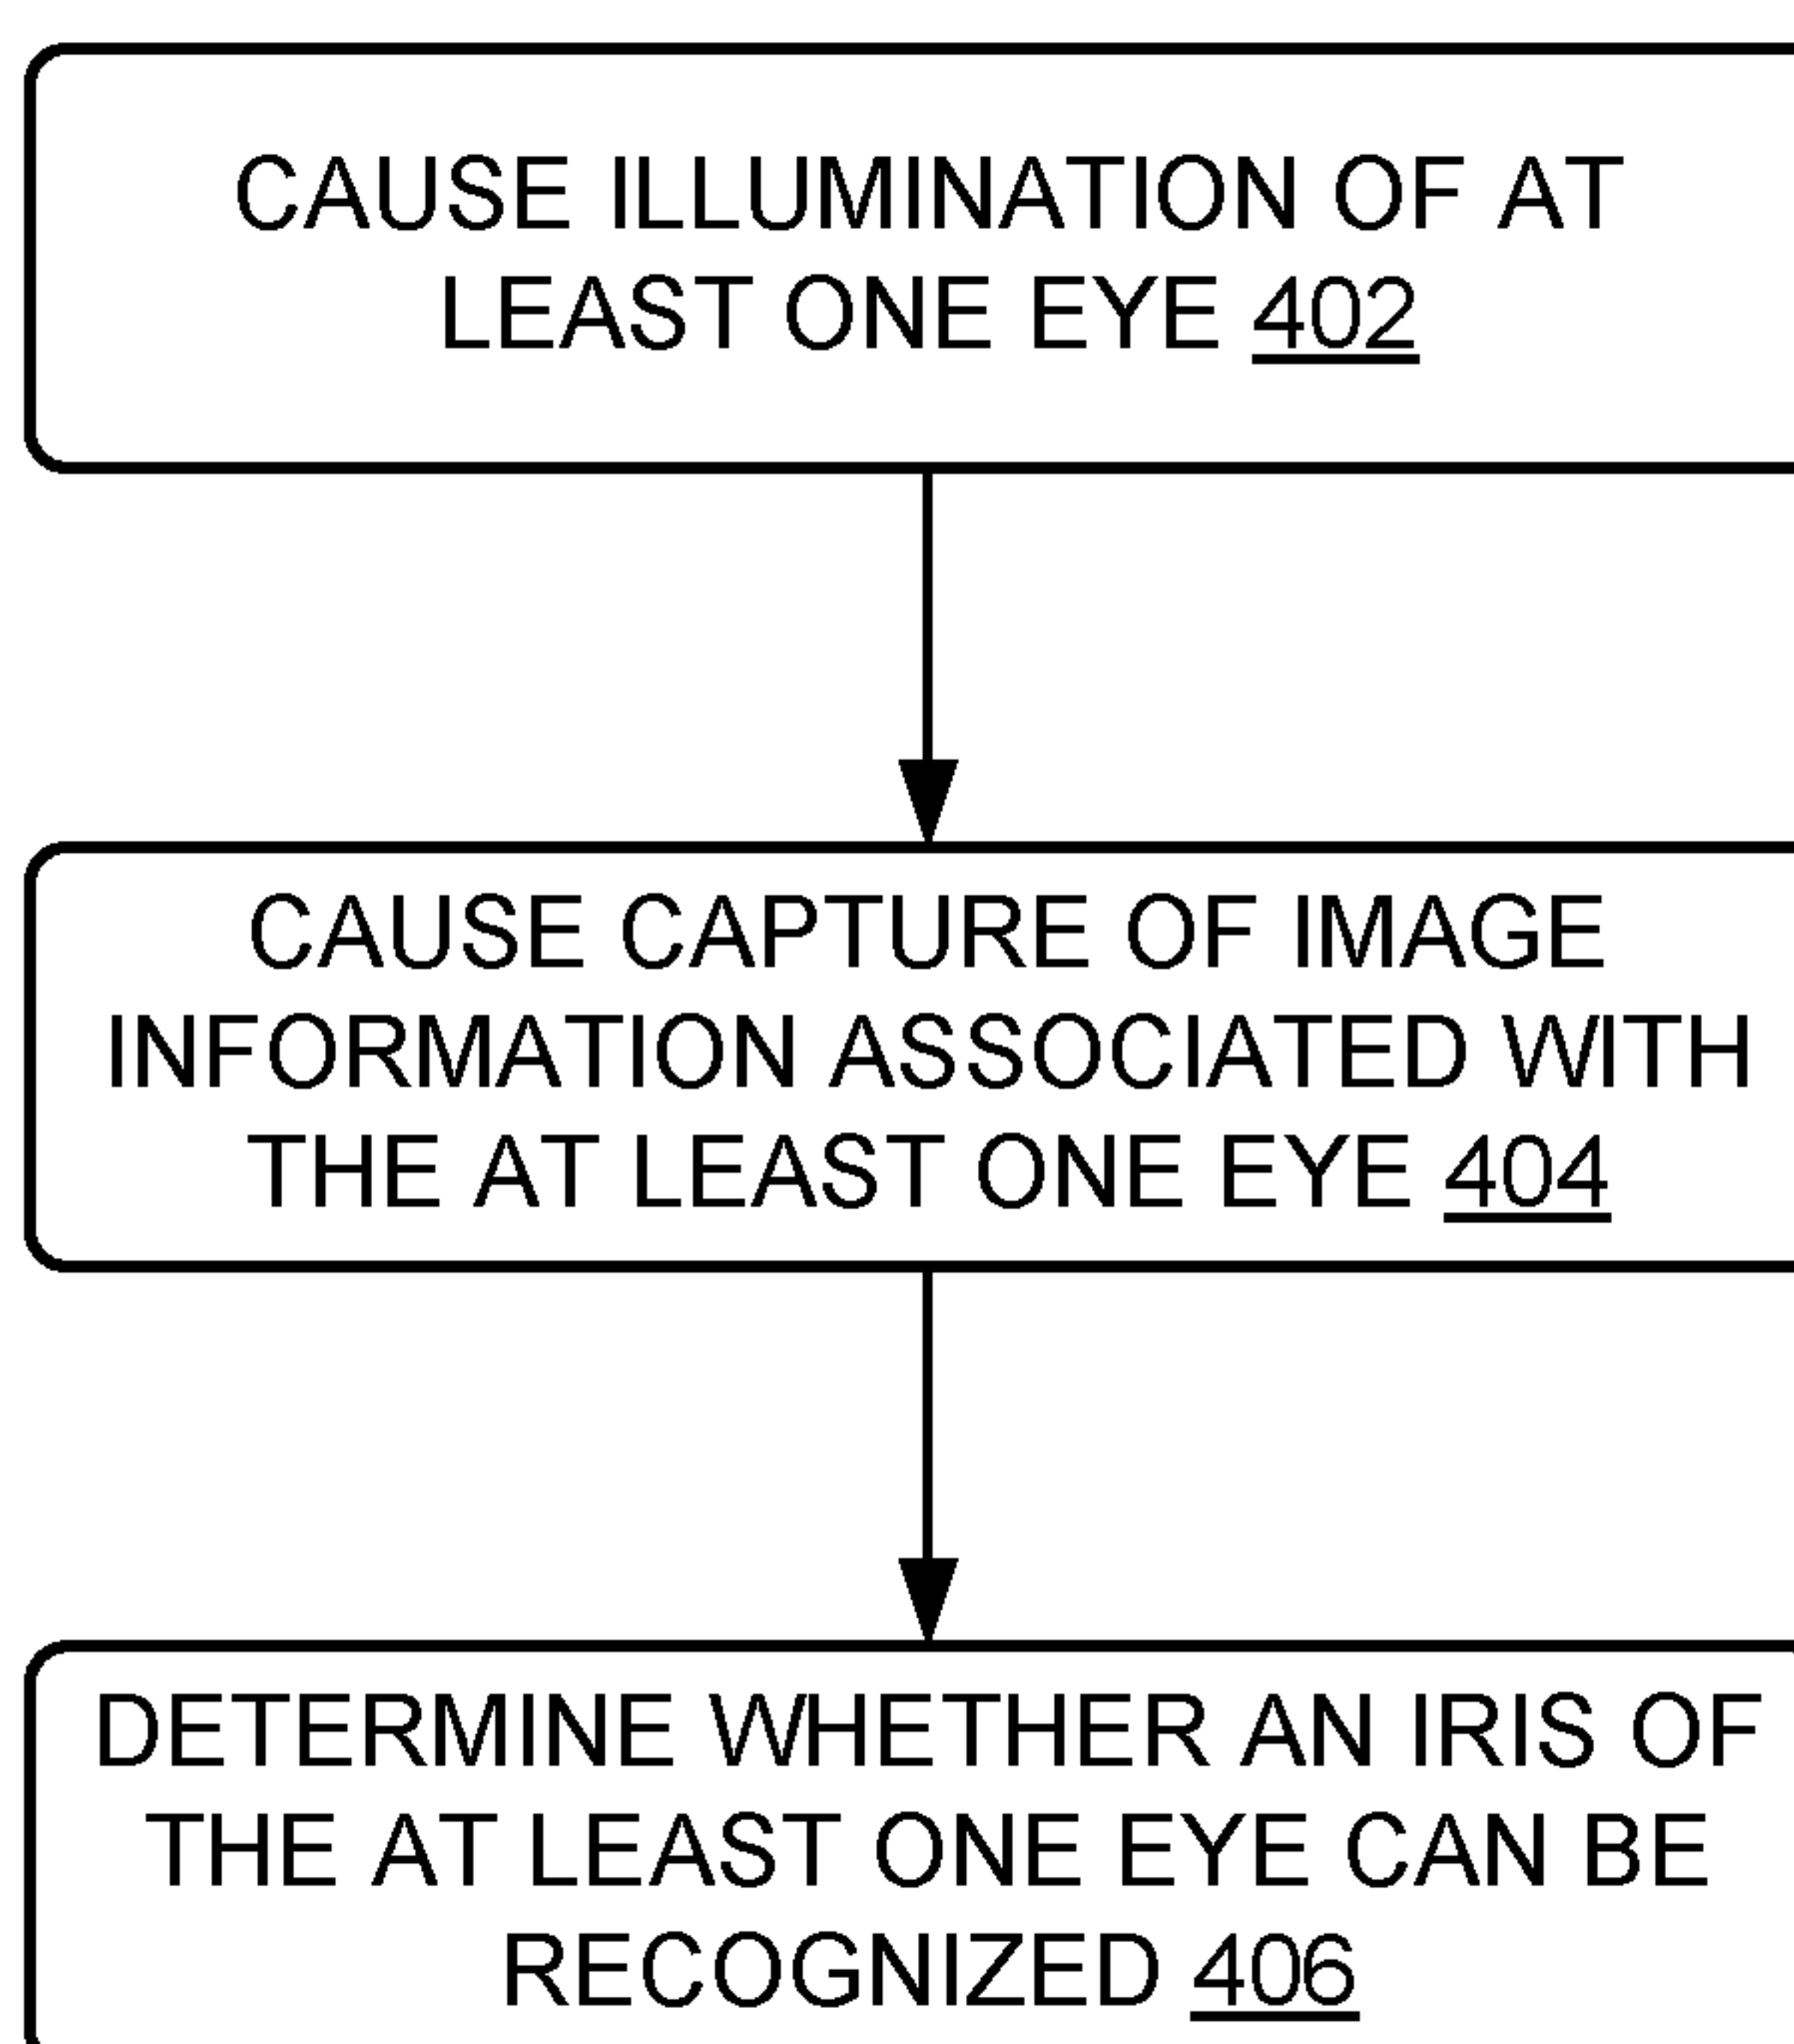 CAUSE ILLUMINATION OF AT
LEAST ONE EYE 402
CAUSE CAPTURE OF IMAGE
INFORMATION ASSOCIATED WITH
THE AT LEAST ONE EYE 404
DETERMINE WHETHER AN IRIS OF
THE AT LEAST ONE EYE CAN BE
RECOGNIZED 406